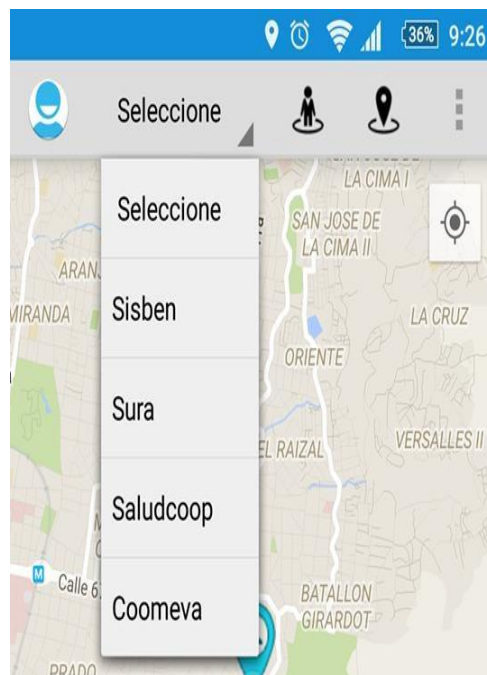 36% 9:26
Seleccione
Seleccione
Sisben
Sura
Saludcoop
Coomeva
LA CIMA I
SAN JOSE DE
LA CIMA II
ARANJ
MIRANDA
LA CRUZ
ORIENTE
EL RAIZAL
VERSALLES II
M
Calle 6
BATALLON
GIRARDOT
PRADO